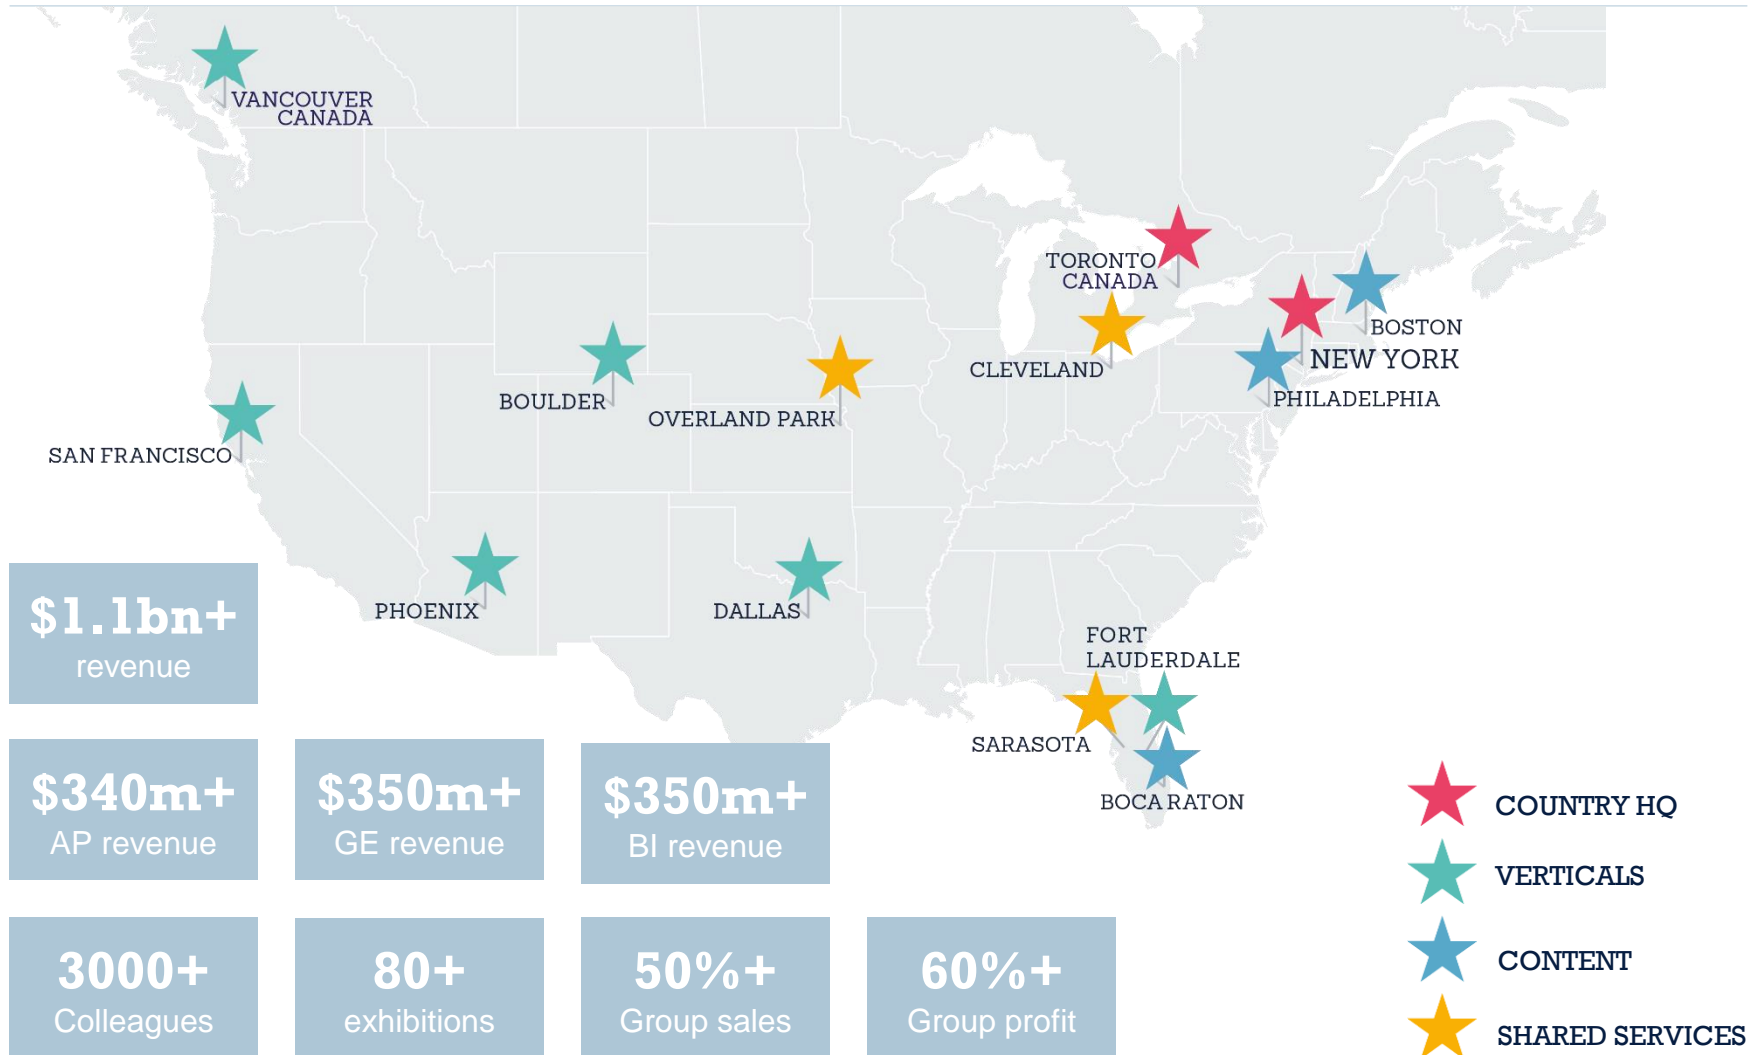 VANCOUVER
CANADA
TORONTO
CANADA
BOSTON
NEW YORK
CLEVELAND
PHILADELPHIA
BOULDER
OVERLAND PARK
SAN FRANCISCO
PHOENIX
DALLAS
FORT
LAUDERDALE
SARASOTA
BOCA RATON
$1.1bn+
revenue
$340m+
AP revenue
$350m+
GE revenue
$350m+
BI revenue
3000+
Colleagues
80+
exhibitions
50%+
Group sales
60%+
Group profit
COUNTRY HQ
VERTICALS
CONTENT
SHARED SERVICES